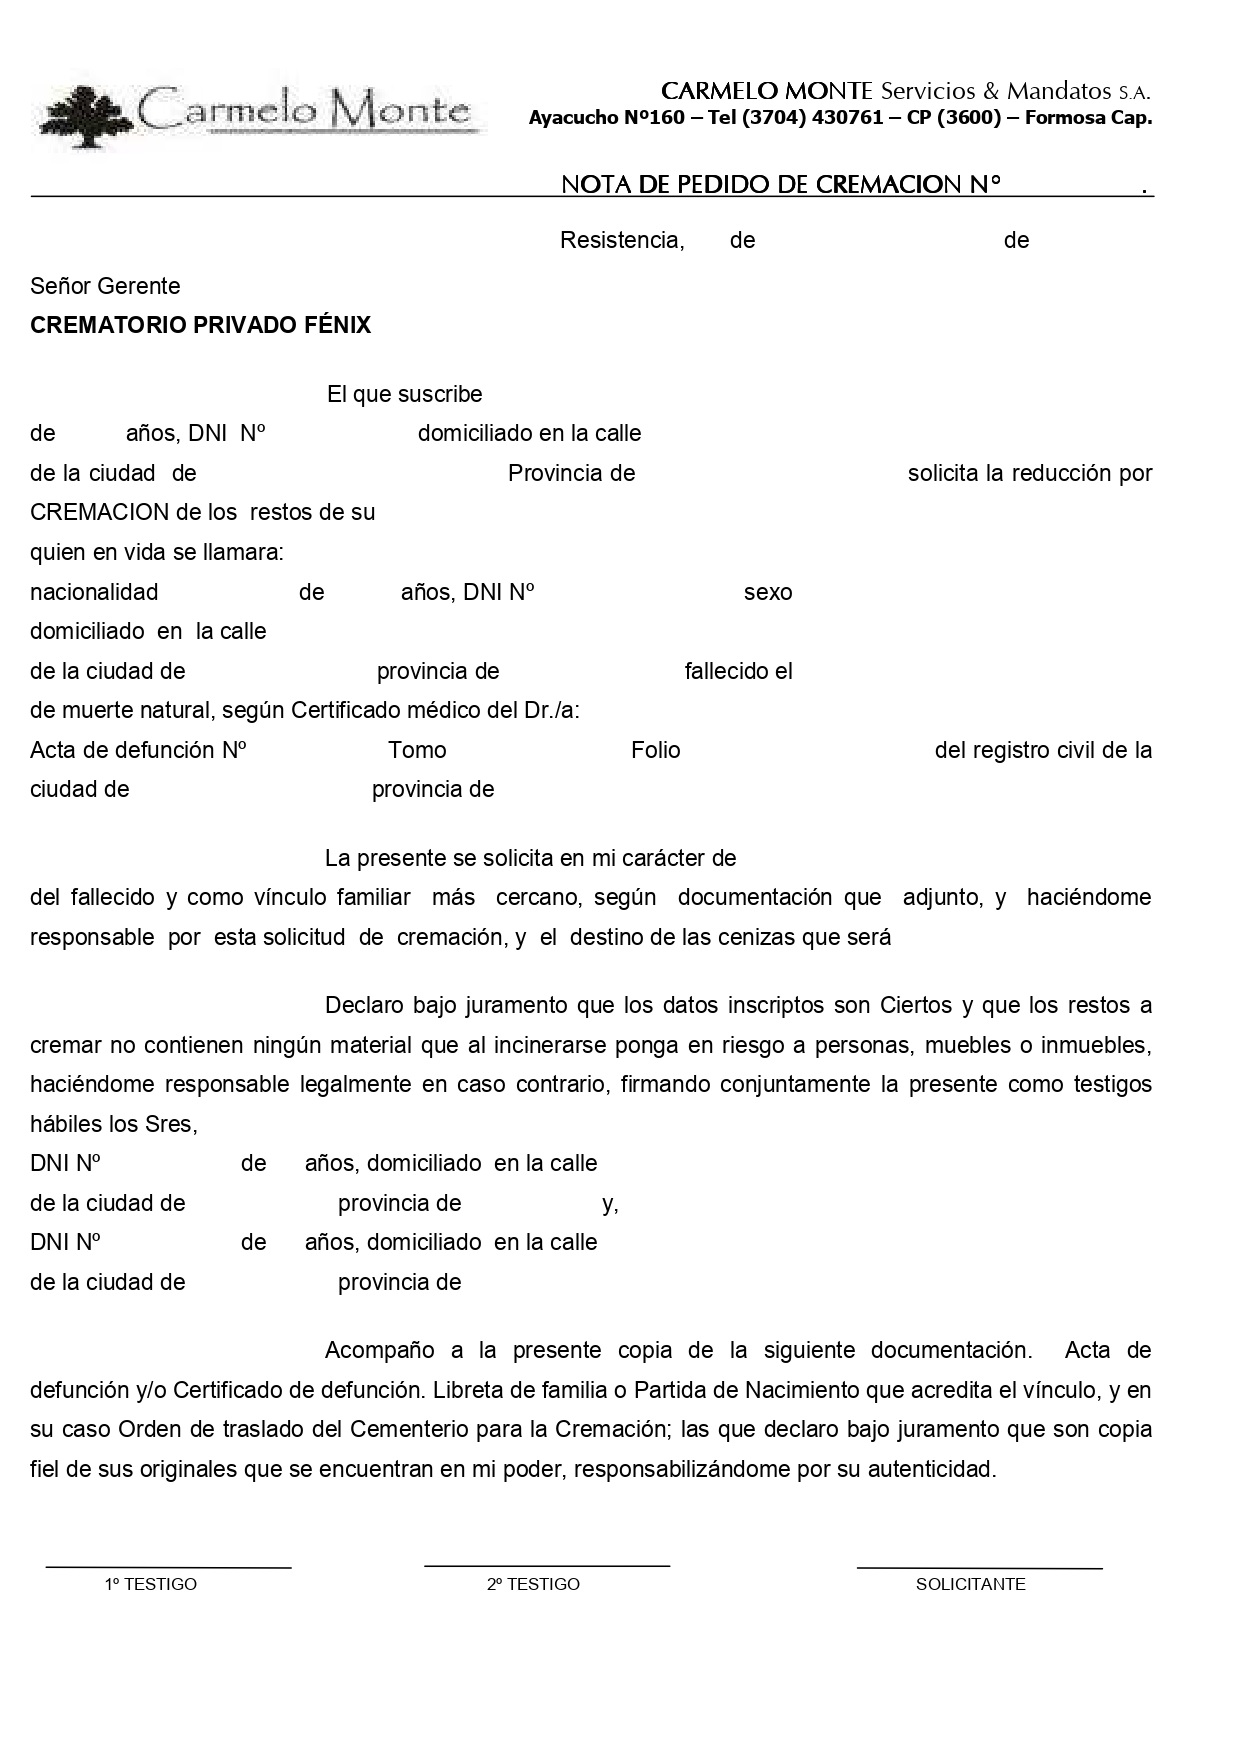 Carmelo Monte
CARMELO MONTE Servicios & Mandatos S.A.
Ayacucho Nº160 – Tel (3704) 430761 – CP (3600) – Formosa Cap.
NOTA DE PEDIDO DE CREMACION Nº .
Resistencia, de de
Señor Gerente
CREMATORIO PRIVADO FÉNIX
El que suscribe
de años, DNI Nº domiciliado en la calle
de la ciudad de Provincia de solicita la reducción por
CREMACION de los restos de su
quien en vida se llamara:
nacionalidad de años, DNI Nº sexo
domiciliado en la calle
de la ciudad de provincia de fallecido el
de muerte natural, según Certificado médico del Dr./a:
Acta de defunción Nº Tomo Folio del registro civil de la
ciudad de provincia de
La presente se solicita en mi carácter de
del fallecido y como vínculo familiar más cercano, según documentación que adjunto, y haciéndome
responsable por esta solicitud de cremación, y el destino de las cenizas que será
Declaro bajo juramento que los datos inscriptos son Ciertos y que los restos a
cremar no contienen ningún material que al incinerarse ponga en riesgo a personas, muebles o inmuebles,
haciéndome responsable legalmente en caso contrario, firmando conjuntamente la presente como testigos
hábiles los Sres,
DNI Nº de años, domiciliado en la calle
de la ciudad de provincia de y,
DNI Nº de años, domiciliado en la calle
de la ciudad de provincia de
Acompaño a la presente copia de la siguiente documentación. Acta de
defunción y/o Certificado de defunción. Libreta de familia o Partida de Nacimiento que acredita el vínculo, y en
su caso Orden de traslado del Cementerio para la Cremación; las que declaro bajo juramento que son copia
fiel de sus originales que se encuentran en mi poder, responsabilizándome por su autenticidad.
1º TESTIGO 2º TESTIGO SOLICITANTE